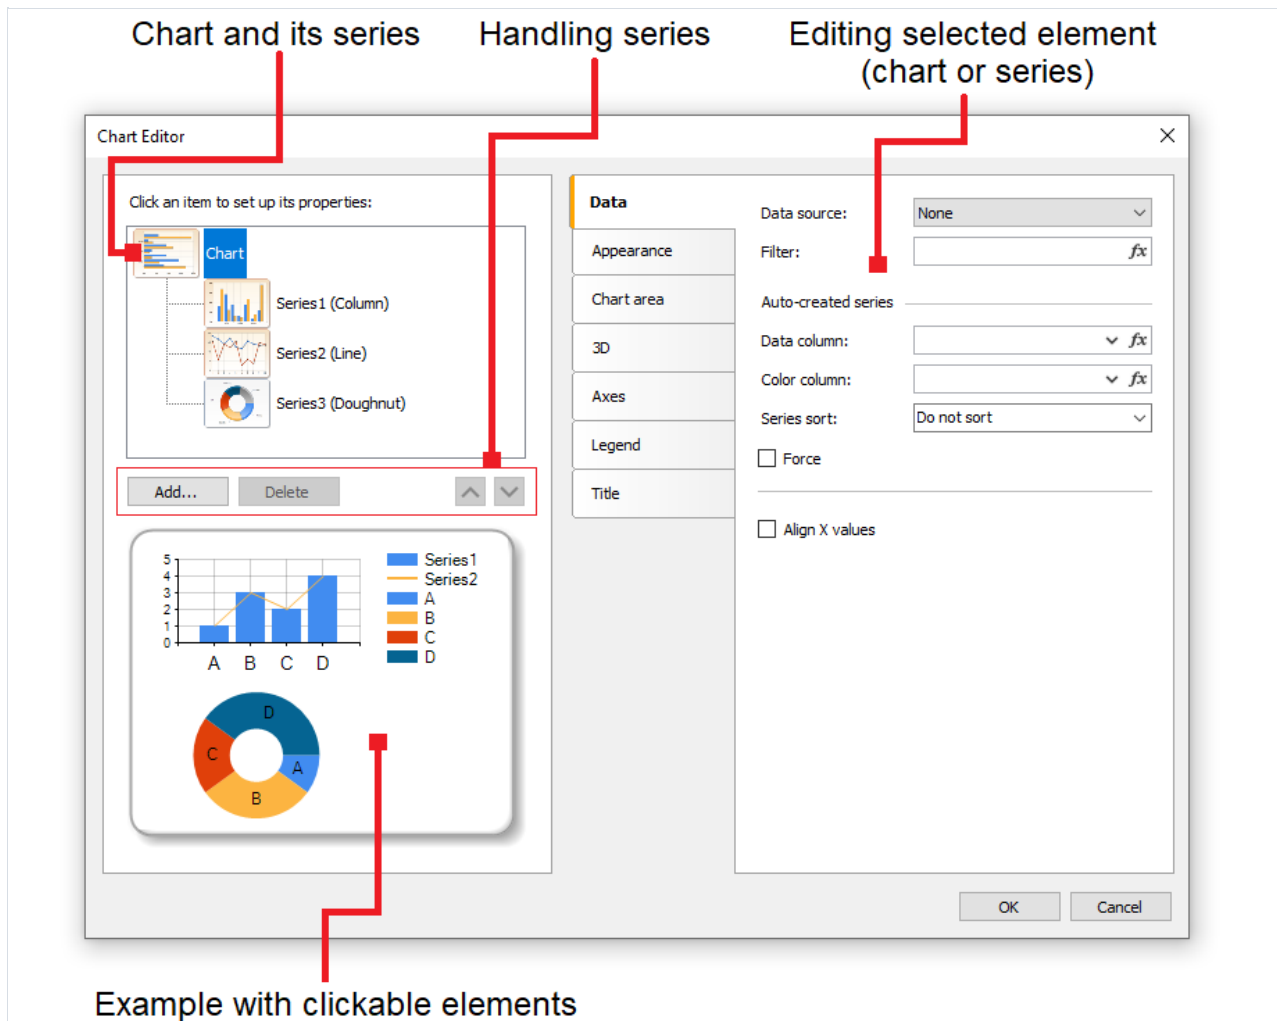 Chart and its series
Handling series
Editing selected element
(chart or series)
Chart Editor
Click an item to set up its properties:
Chart
Series1 (Column)
Series2 (Line)
Series3 (Doughnut)
Add...
Delete
5
4
3
2
1
0
A B C D
Series1
Series2
A
B
C
D
D
C
A
B
Data
Appearance
Chart area
3D
Axes
Legend
Title
Data source: None
Filter: fx
Auto-created series
Data column: fx
Color column: fx
Series sort: Do not sort
Force
Align X values
OK
Cancel
Example with clickable elements